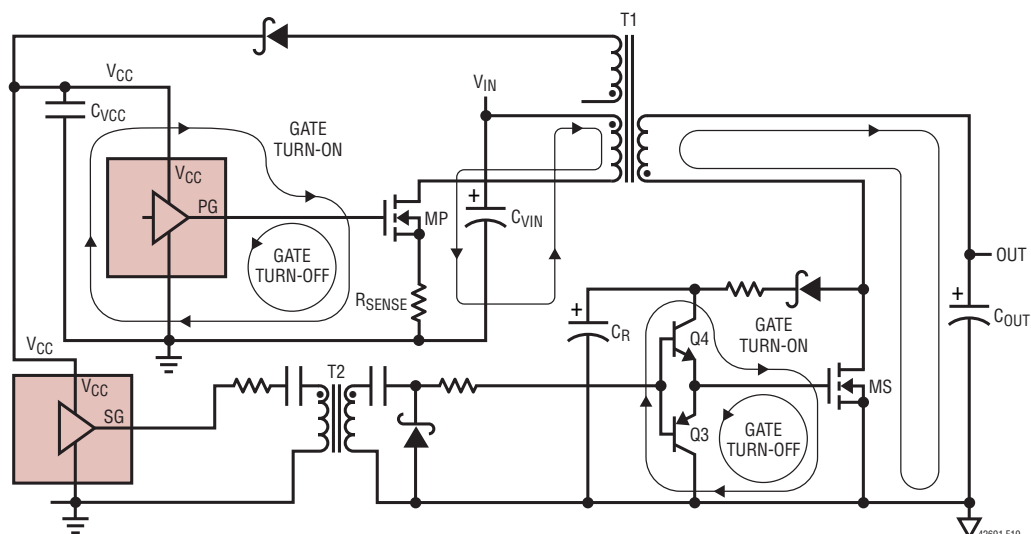 T1
VCC
VIN
CVCC
GATE
TURN-ON
VCC
PG
MP
+
CVIN
GATE
TURN-OFF
RSENSE
OUT
+
COUT
+
CR
Q4
GATE
TURN-ON
VCC
VCC
SG
T2
MS
Q3
GATE
TURN-OFF
42691 F19